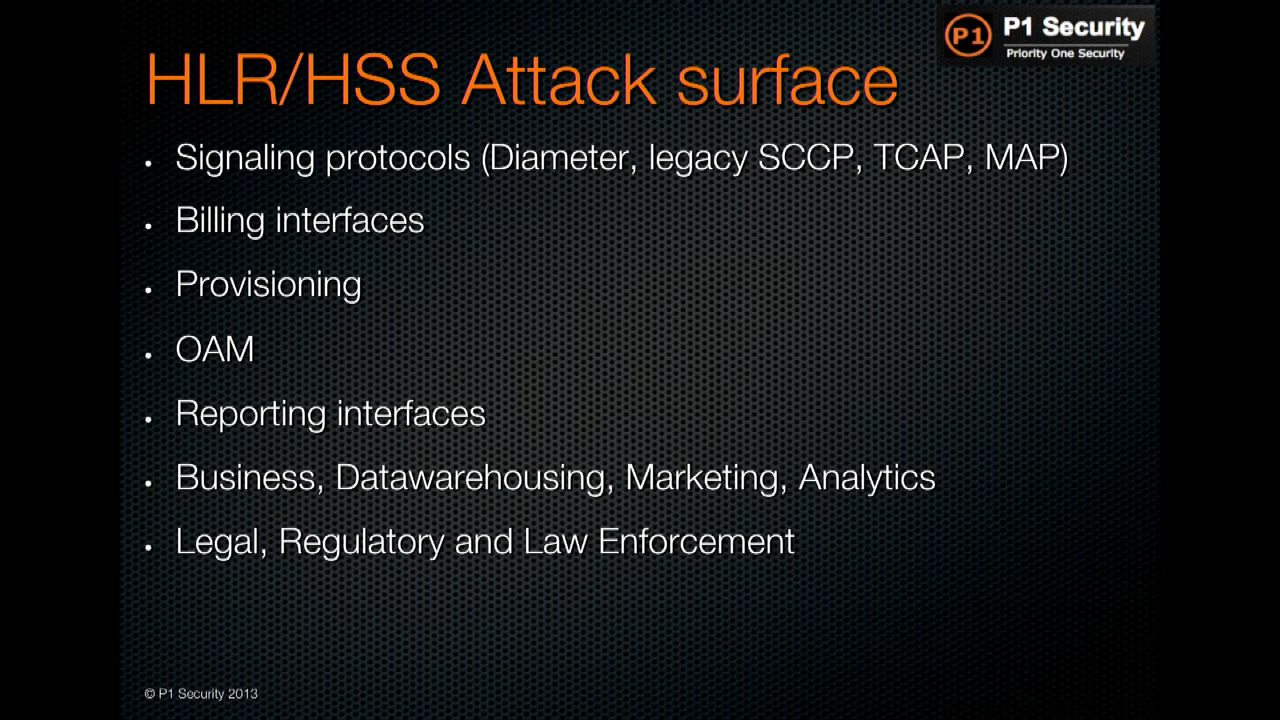 P1 P1 Security
Priority One Security
HLR/HSS Attack surface
• Signaling protocols (Diameter, legacy SCCP, TCAP, MAP)
• Billing interfaces
• Provisioning
• OAM
• Reporting interfaces
• Business, Datawarehousing, Marketing, Analytics
• Legal, Regulatory and Law Enforcement
© P1 Security 2013